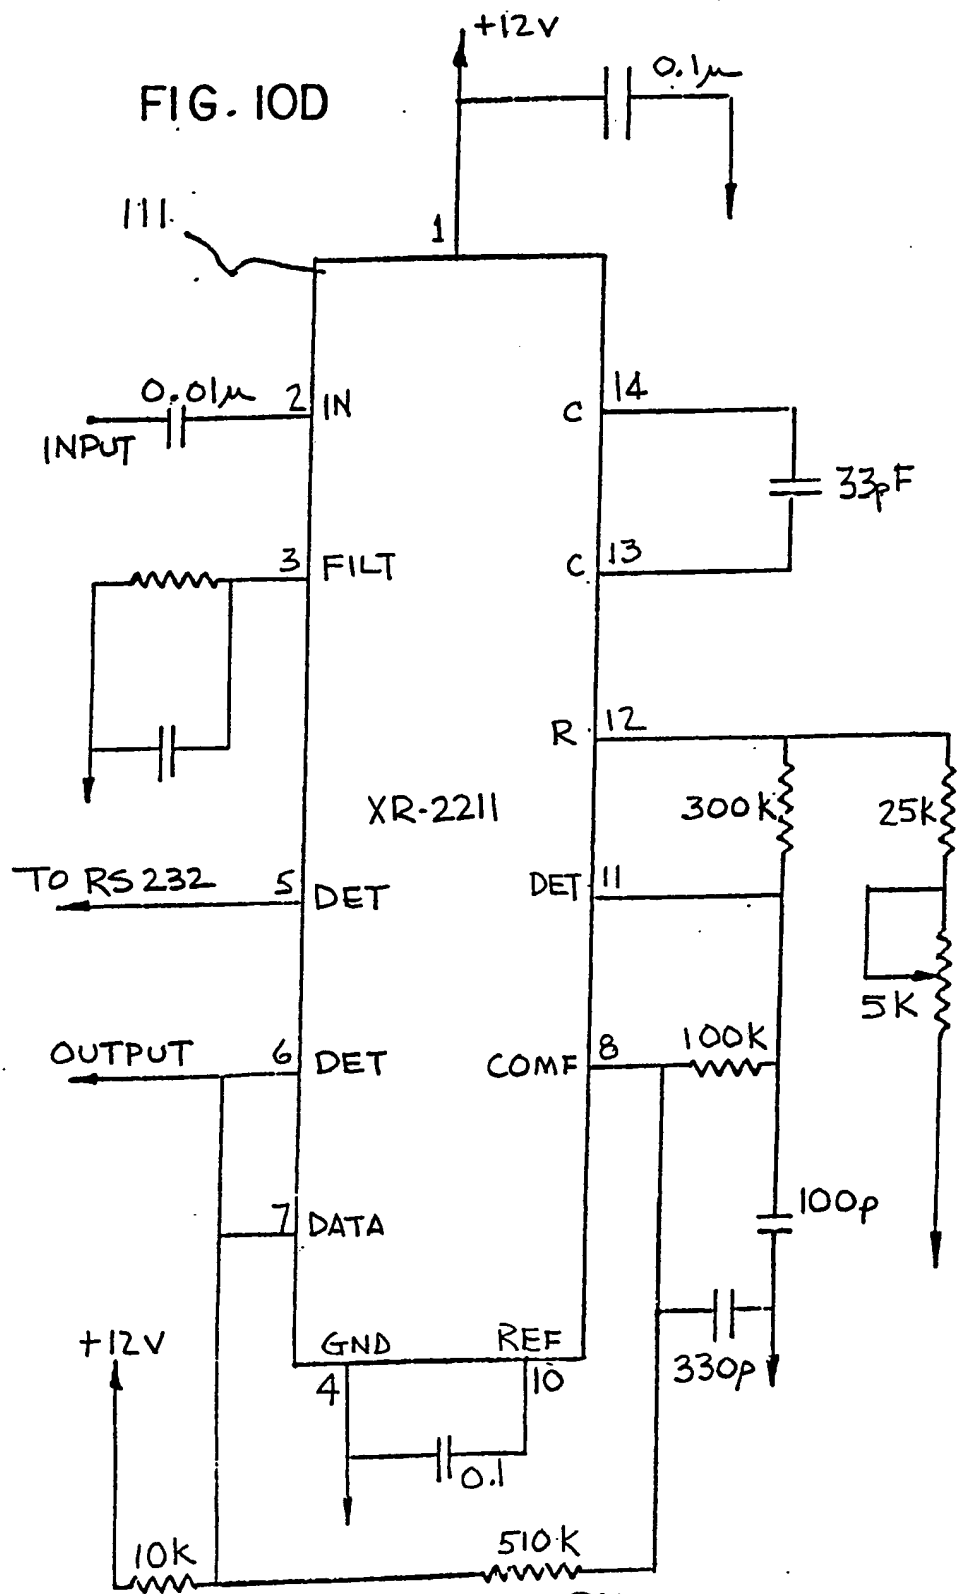 +12V
0.1μ
FIG. 10D
111
1
0.01μ
2
IN
INPUT
C
14
33pF
3
FILT
C
13
R
12
XR-2211
300K
25K
TO RS232
5
DET
DET
11
5K
OUTPUT
6
DET
COMF
8
100K
7
DATA
100p
+12V
GND
REF
4
10
330p
0.1
10K
510K